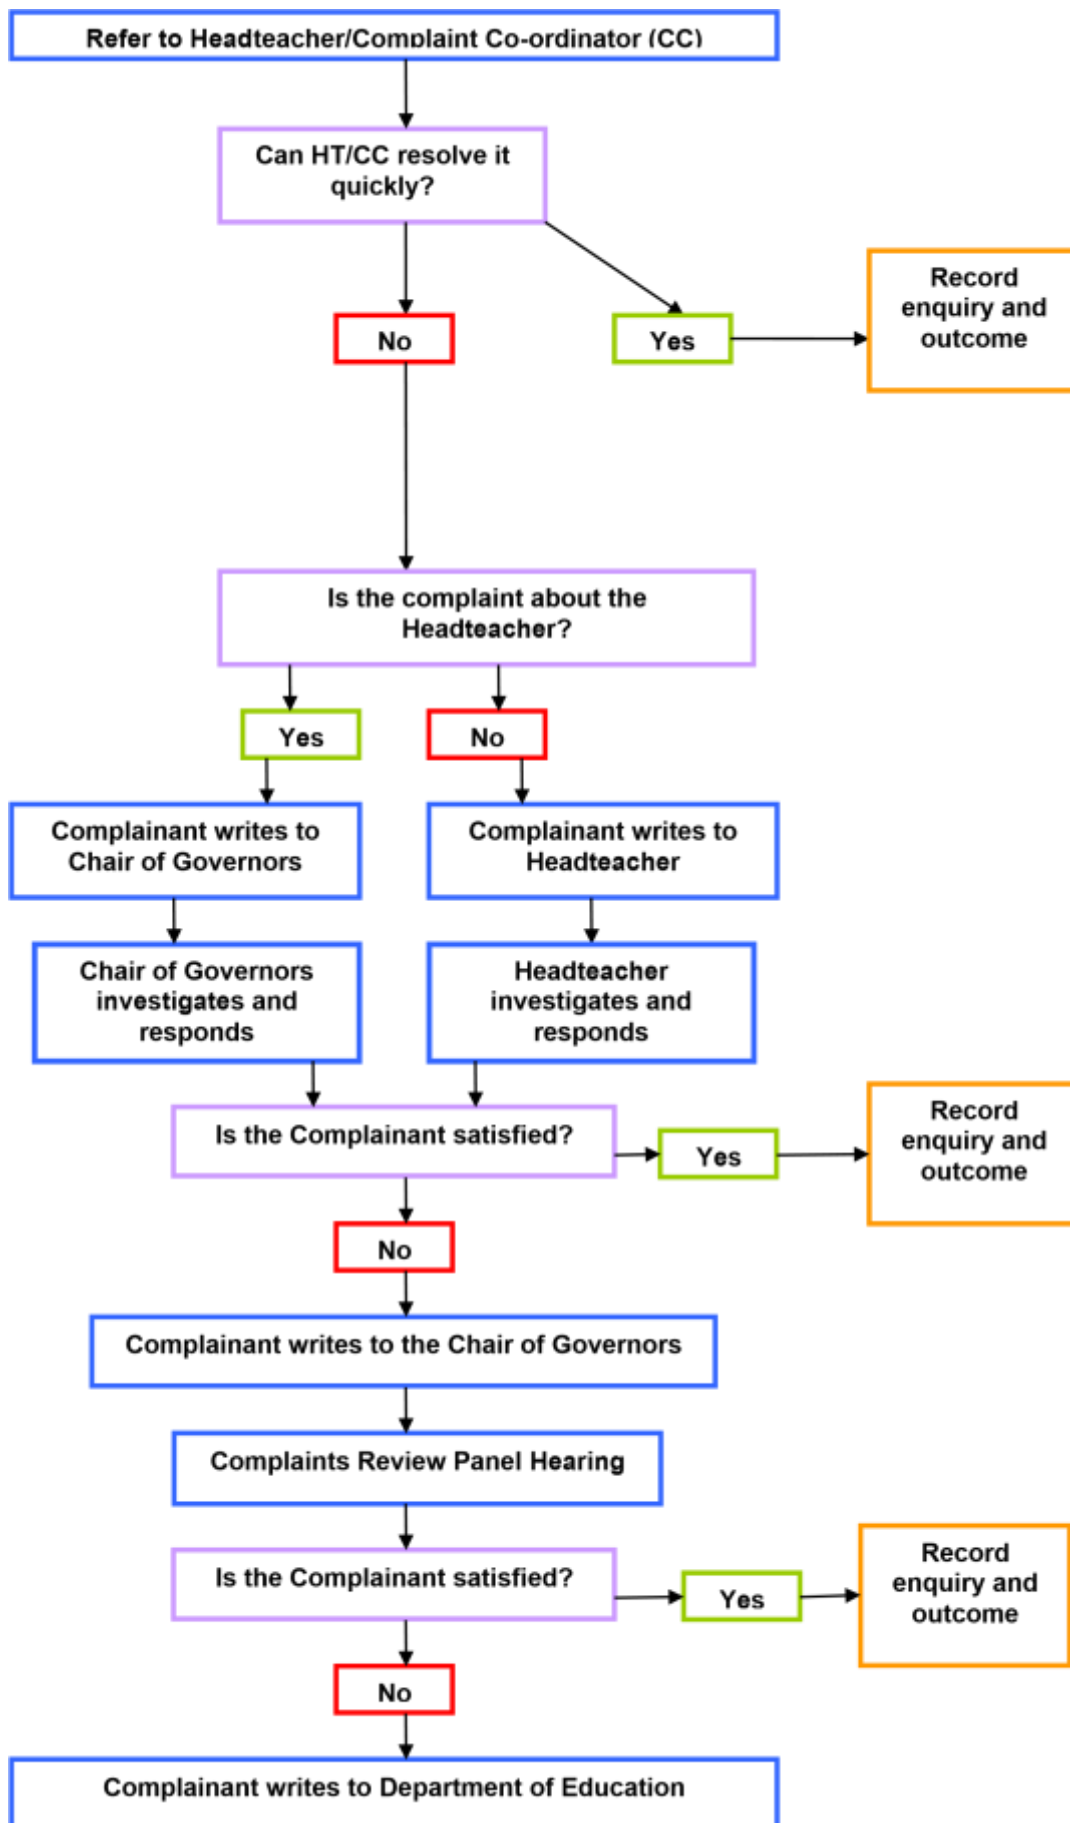 Refer to Headteacher/Complaint Co-ordinator (CC)
Can HT/CC resolve it
quickly?
Record
enquiry and
outcome
No
Yes
Is the complaint about the
Headteacher?
Yes
No
Complainant writes to
Chair of Governors
Complainant writes to
Headteacher
Chair of Governors
investigates and
responds
Headteacher
investigates and
responds
Is the Complainant satisfied?
Yes
Record
enquiry and
outcome
No
Complainant writes to the Chair of Governors
Complaints Review Panel Hearing
Is the Complainant satisfied?
Yes
Record
enquiry and
outcome
No
Complainant writes to Department of Education